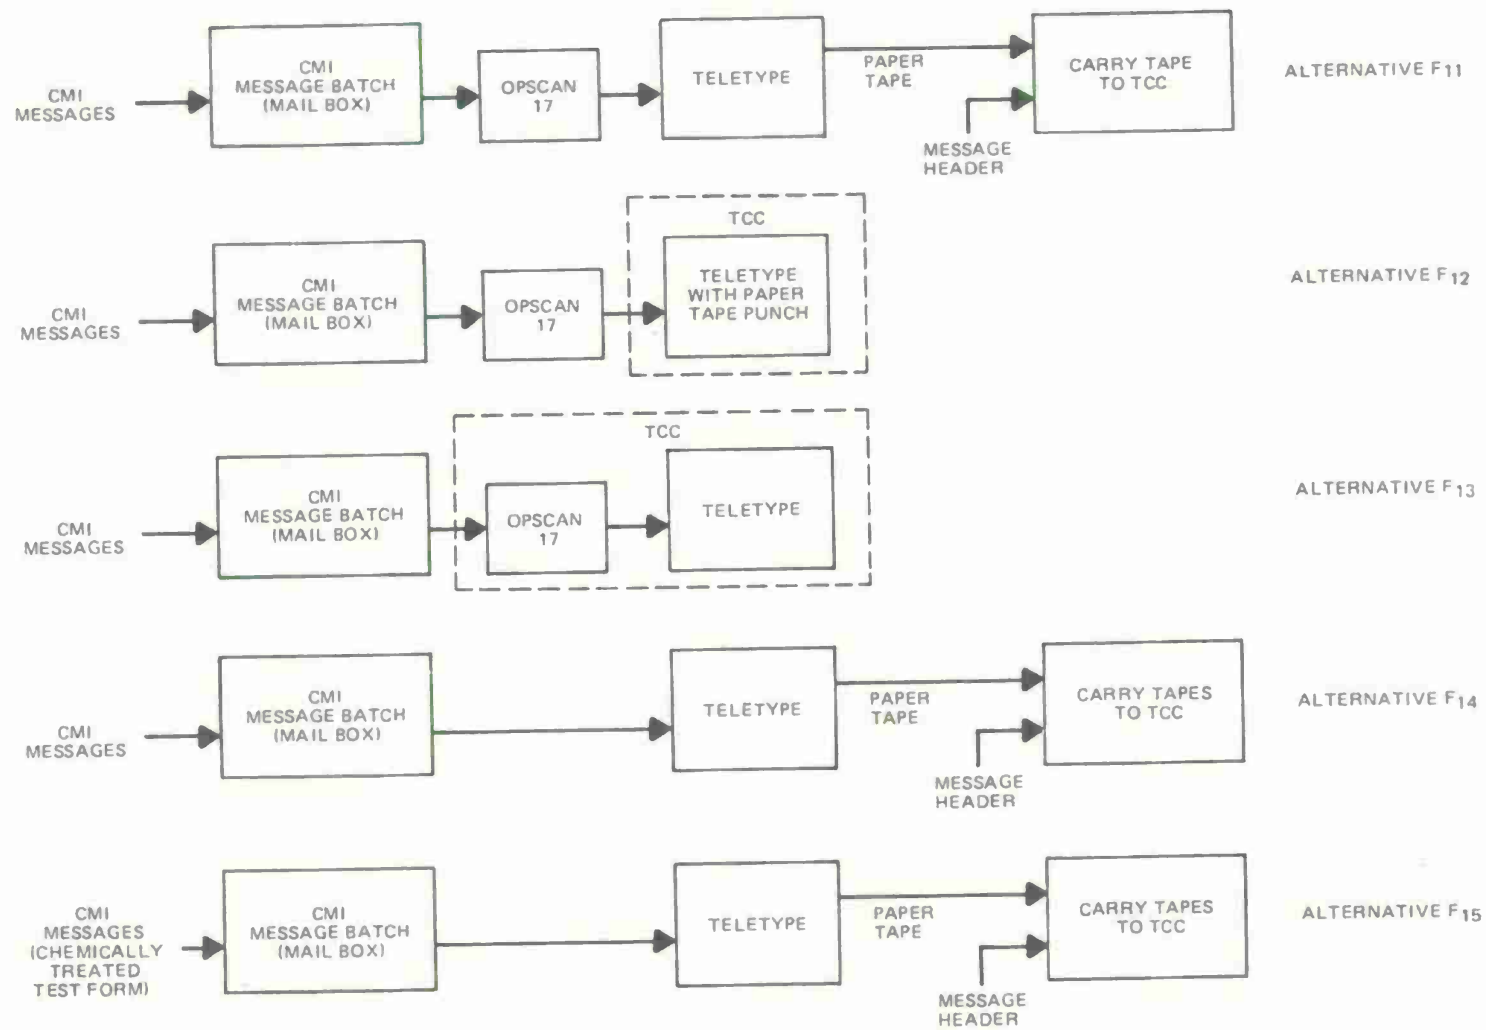 CMI
MESSAGES
CMI
MESSAGE BATCH
(MAIL BOX)
OPSCAN
17
TELETYPE
PAPER
TAPE
MESSAGE
HEADER
CARRY TAPE
TO TCC
ALTERNATIVE F11
CMI
MESSAGES
CMI
MESSAGE BATCH
(MAIL BOX)
OPSCAN
17
TCC
TELETYPE
WITH PAPER
TAPE PUNCH
ALTERNATIVE F12
CMI
MESSAGES
CMI
MESSAGE BATCH
(MAIL BOX)
TCC
OPSCAN
17
TELETYPE
ALTERNATIVE F13
CMI
MESSAGES
CMI
MESSAGE BATCH
(MAIL BOX)
TELETYPE
PAPER
TAPE
MESSAGE
HEADER
CARRY TAPES
TO TCC
ALTERNATIVE F14
CMI
MESSAGES
(CHEMICALLY
TREATED
TEST FORM)
CMI
MESSAGE BATCH
(MAIL BOX)
TELETYPE
PAPER
TAPE
MESSAGE
HEADER
CARRY TAPES
TO TCC
ALTERNATIVE F15